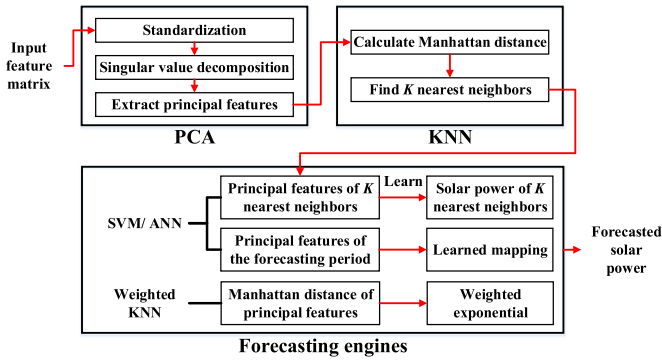 Input
feature
matrix
Standardization
Singular value decomposition
Extract principal features
PCA
Calculate Manhattan distance
Find K nearest neighbors
KNN
SVM/ ANN
Principal features of K
nearest neighbors
Learn
Solar power of K
nearest neighbors
Principal features of
the forecasting period
Learned mapping
Weighted
KNN
Manhattan distance of
principal features
Weighted
exponential
Forecasted
solar
power
Forecasting engines